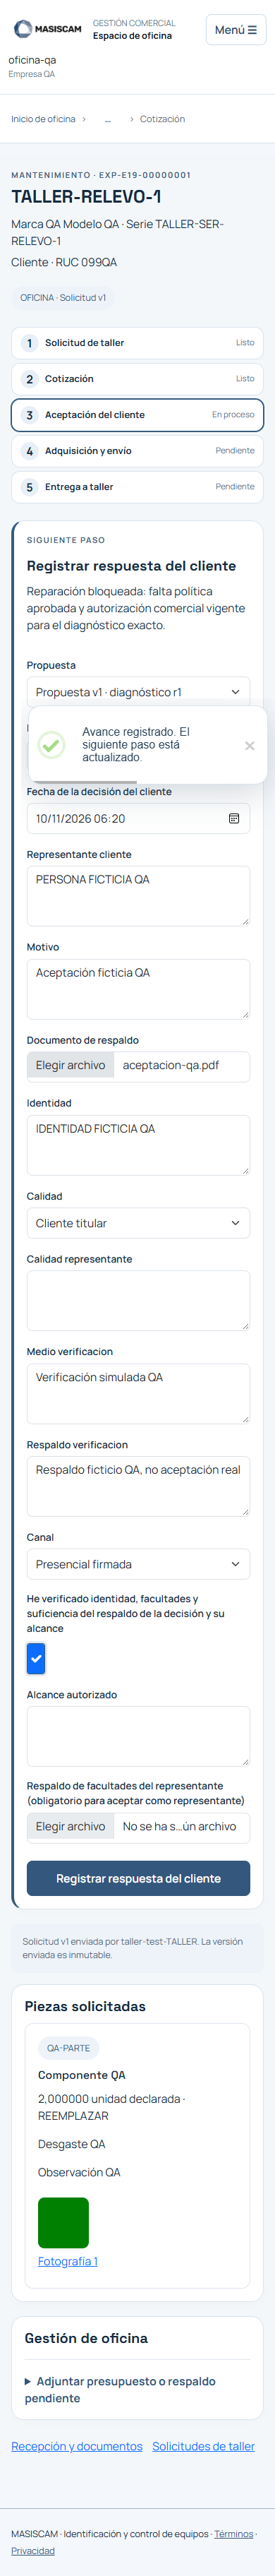 MASISCAM
GESTIÓN COMERCIAL
Espacio de oficina
Menú ☰
oficina-qa
Empresa QA
Inicio de oficina › … › Cotización
MANTENIMIENTO · EXP-E19-00000001
TALLER-RELEVO-1
Marca QA Modelo QA · Serie TALLER-SER-
RELEVO-1
Cliente · RUC 099QA
OFICINA · Solicitud v1
1 Solicitud de taller Listo
2 Cotización Listo
3 Aceptación del cliente En proceso
4 Adquisición y envío Pendiente
5 Entrega a taller Pendiente
SIGUIENTE PASO
Registrar respuesta del cliente
Reparación bloqueada: falta política
aprobada y autorización comercial vigente
para el diagnóstico exacto.
Propuesta
Propuesta v1 · diagnóstico r1
Avance registrado. El
siguiente paso está
actualizado.
×
Fecha de la decisión del cliente
10/11/2026 06:20
Representante cliente
PERSONA FICTICIA QA
Motivo
Aceptación ficticia QA
Documento de respaldo
Elegir archivo aceptacion-qa.pdf
Identidad
IDENTIDAD FICTICIA QA
Calidad
Cliente titular
Calidad representante
Medio verificacion
Verificación simulada QA
Respaldo verificacion
Respaldo ficticio QA, no aceptación real
Canal
Presencial firmada
He verificado identidad, facultades y
suficiencia del respaldo de la decisión y su
alcance
Alcance autorizado
Respaldo de facultades del representante
(obligatorio para aceptar como representante)
Elegir archivo No se ha s…ún archivo
Registrar respuesta del cliente
Solicitud v1 enviada por taller-test-TALLER. La versión
enviada es inmutable.
Piezas solicitadas
QA-PARTE
Componente QA
2,000000 unidad declarada ·
REEMPLAZAR
Desgaste QA
Observación QA
Fotografía 1
Gestión de oficina
▶ Adjuntar presupuesto o respaldo
pendiente
Recepción y documentos Solicitudes de taller
MASISCAM · Identificación y control de equipos · Términos ·
Privacidad